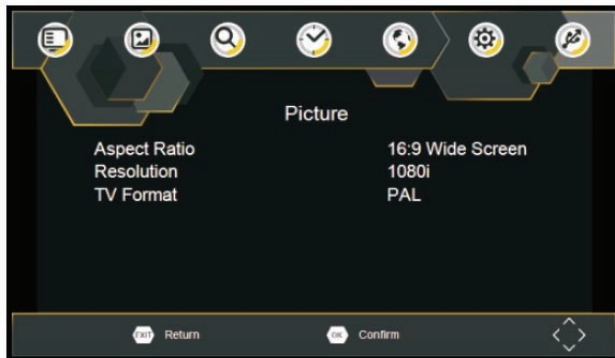 Picture
Aspect Ratio 16:9 Wide Screen
Resolution 1080i
TV Format PAL
EXIT Return OK Confirm